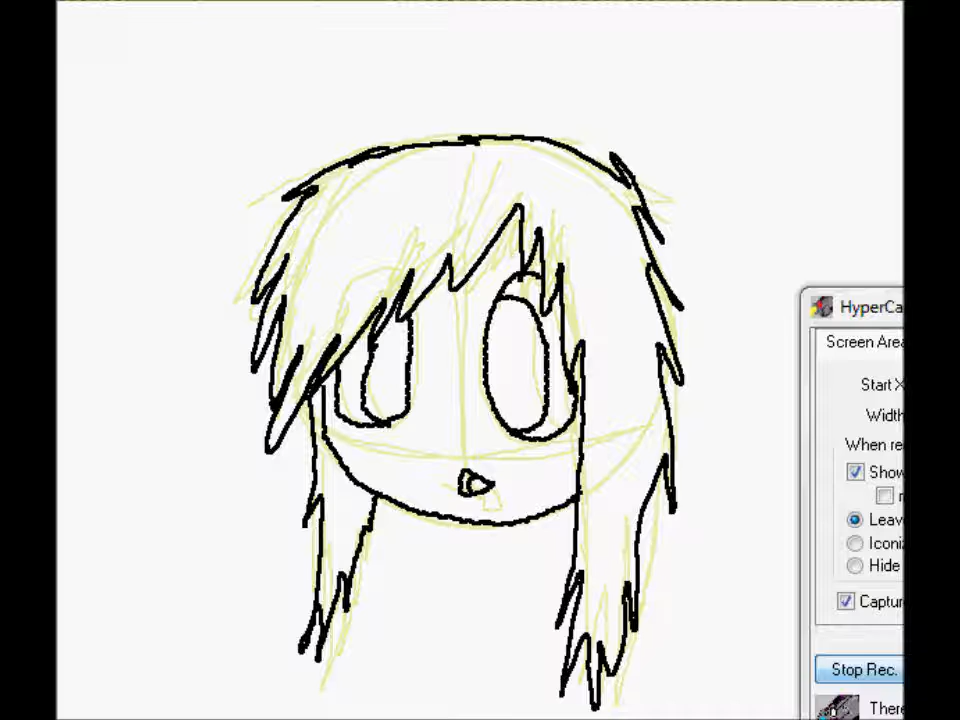 HyperCa
Screen Area
Start X
Width
When re
Show
Leav
Iconi
Hide
Captur
Stop Rec.
There